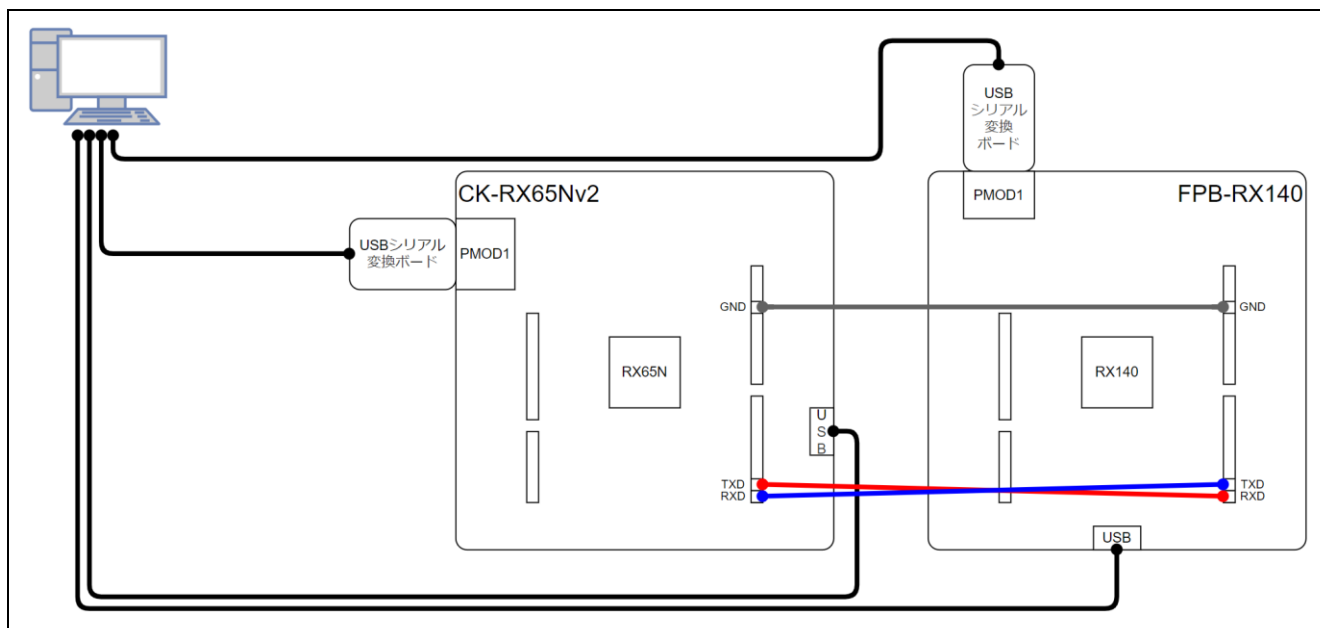 USB
シリアル
変換
ボード
PMOD1
FPB-RX140
CK-RX65Nv2
USBシリアル
変換ボード
PMOD1
GND
GND
RX65N
RX140
U
S
B
TXD
RXD
TXD
RXD
USB